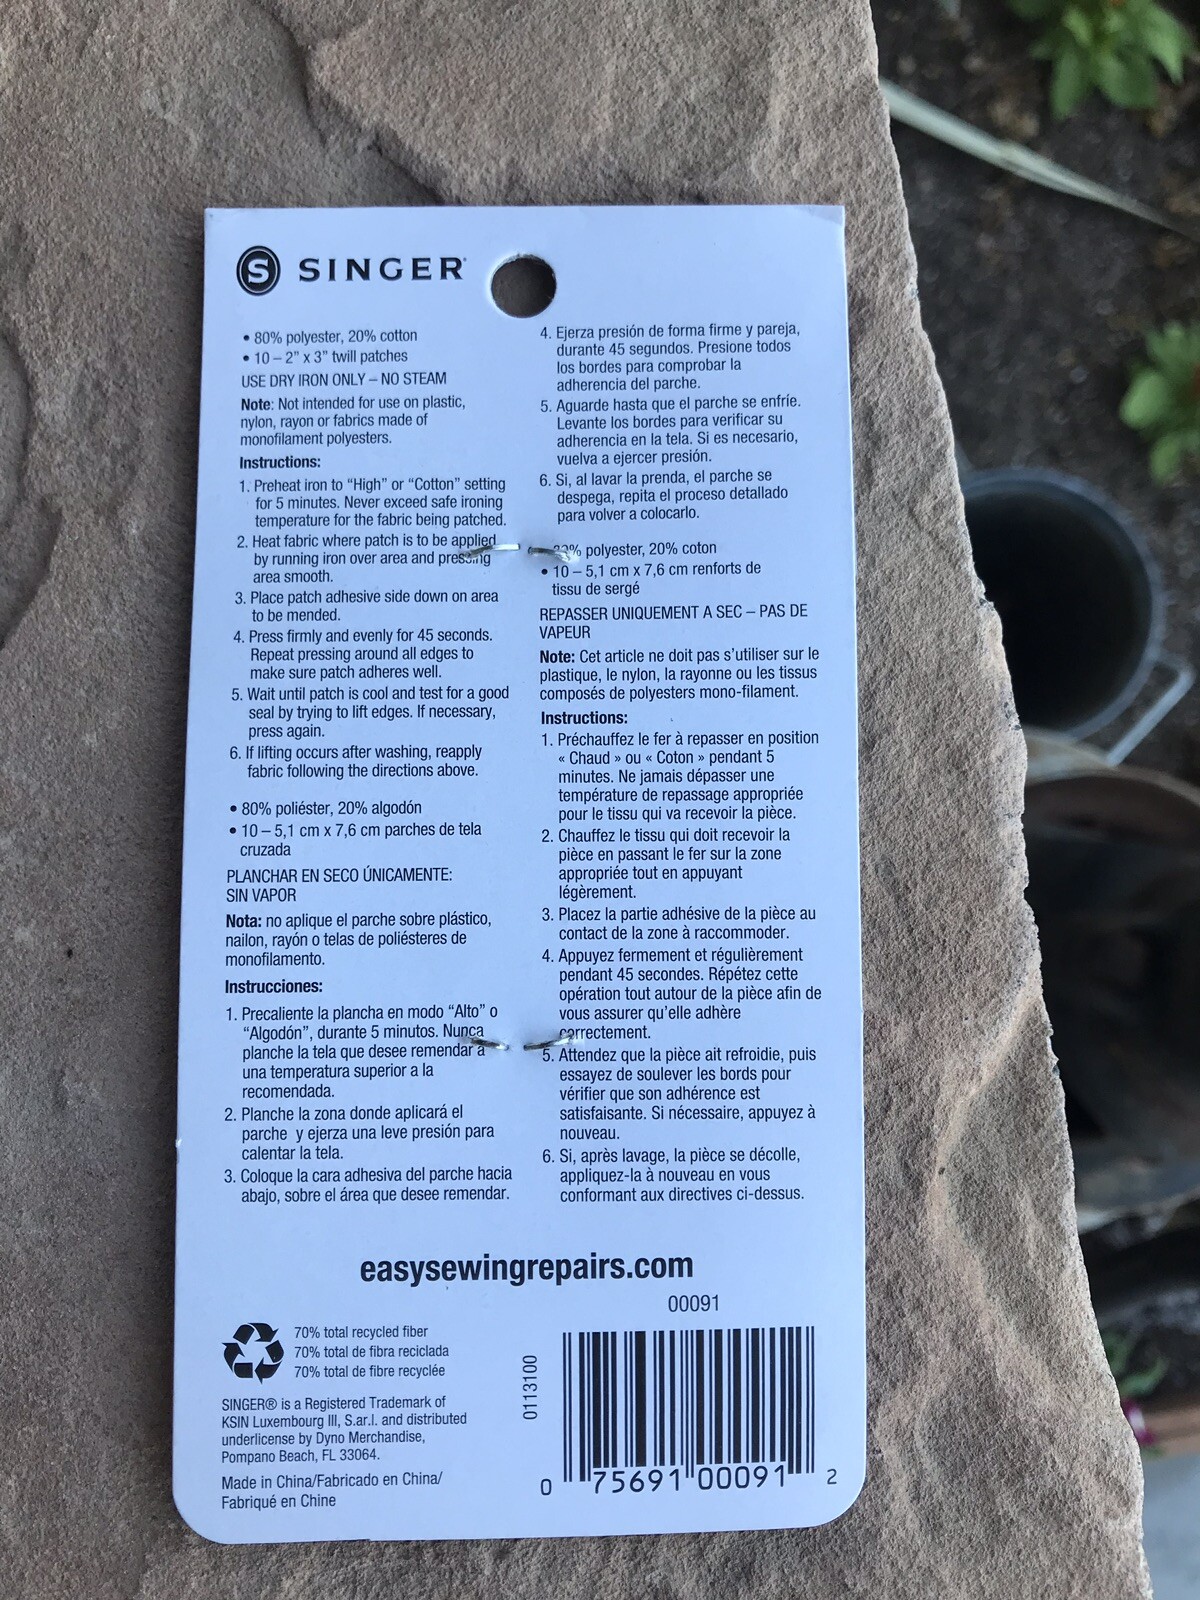 S SINGER
• 80% polyester, 20% cotton
• 10 – 2” x 3” twill patches
USE DRY IRON ONLY – NO STEAM
Note: Not intended for use on plastic,
nylon, rayon or fabrics made of
monofilament polyesters.
Instructions:
1. Preheat iron to “High” or “Cotton” setting
for 5 minutes. Never exceed safe ironing
temperature for the fabric being patched.
2. Heat fabric where patch is to be applied
by running iron over area and pressing
area smooth.
3. Place patch adhesive side down on area
to be mended.
4. Press firmly and evenly for 45 seconds.
Repeat pressing around all edges to
make sure patch adheres well.
5. Wait until patch is cool and test for a good
seal by trying to lift edges. If necessary,
press again.
6. If lifting occurs after washing, reapply
fabric following the directions above.
• 80% poliéster, 20% algodón
• 10 – 5,1 cm x 7,6 cm parches de tela
cruzada
PLANCHAR EN SECO ÚNICAMENTE:
SIN VAPOR
Nota: no aplique el parche sobre plástico,
nailon, rayón o telas de poliésteres de
monofilamento.
Instrucciones:
1. Precaliente la plancha en modo “Alto” o
“Algodón”, durante 5 minutos. Nunca
planche la tela que desee remendar a
una temperatura superior a la
recomendada.
2. Planche la zona donde aplicará el
parche y ejerza una leve presión para
calentar la tela.
3. Coloque la cara adhesiva del parche hacia
abajo, sobre el área que desee remendar.
4. Ejerza presión de forma firme y pareja,
durante 45 segundos. Presione todos
los bordes para comprobar la
adherencia del parche.
5. Aguarde hasta que el parche se enfríe.
Levante los bordes para verificar su
adherencia en la tela. Si es necesario,
vuelva a ejercer presión.
6. Si, al lavar la prenda, el parche se
despega, repita el proceso detallado
para volver a colocarlo.
polyester, 20% coton
• 10 – 5,1 cm x 7,6 cm renforts de
tissu de sergé
REPASSER UNIQUEMENT A SEC – PAS DE
VAPEUR
Note: Cet article ne doit pas s’utiliser sur le
plastique, le nylon, la rayonne ou les tissus
composés de polyesters mono-filament.
Instructions:
1. Préchauffez le fer à repasser en position
« Chaud » ou « Coton » pendant 5
minutes. Ne jamais dépasser une
température de repassage appropriée
pour le tissu qui va recevoir la pièce.
2. Chauffez le tissu qui doit recevoir la
pièce en passant le fer sur la zone
appropriée tout en appuyant
légèrement.
3. Placez la partie adhésive de la pièce au
contact de la zone à raccommoder.
4. Appuyez fermement et régulièrement
pendant 45 secondes. Répétez cette
opération tout autour de la pièce afin de
vous assurer qu’elle adhère
correctement.
5. Attendez que la pièce ait refroidie, puis
essayez de soulever les bords pour
vérifier que son adhérence est
satisfaisante. Si nécessaire, appuyez à
nouveau.
6. Si, après lavage, la pièce se décolle,
appliquez-la à nouveau en vous
conformant aux directives ci-dessus.
easysewingrepairs.com
00091
70% total recycled fiber
70% total de fibra reciclada
70% total de fibre recyclée
SINGER® is a Registered Trademark of
KSIN Luxembourg III, S.ar.l. and distributed
underlicense by Dyno Merchandise,
Pompano Beach, FL 33064.
Made in China/Fabricado en China/
Fabriqué en Chine
0113100
0 75691 00091 2